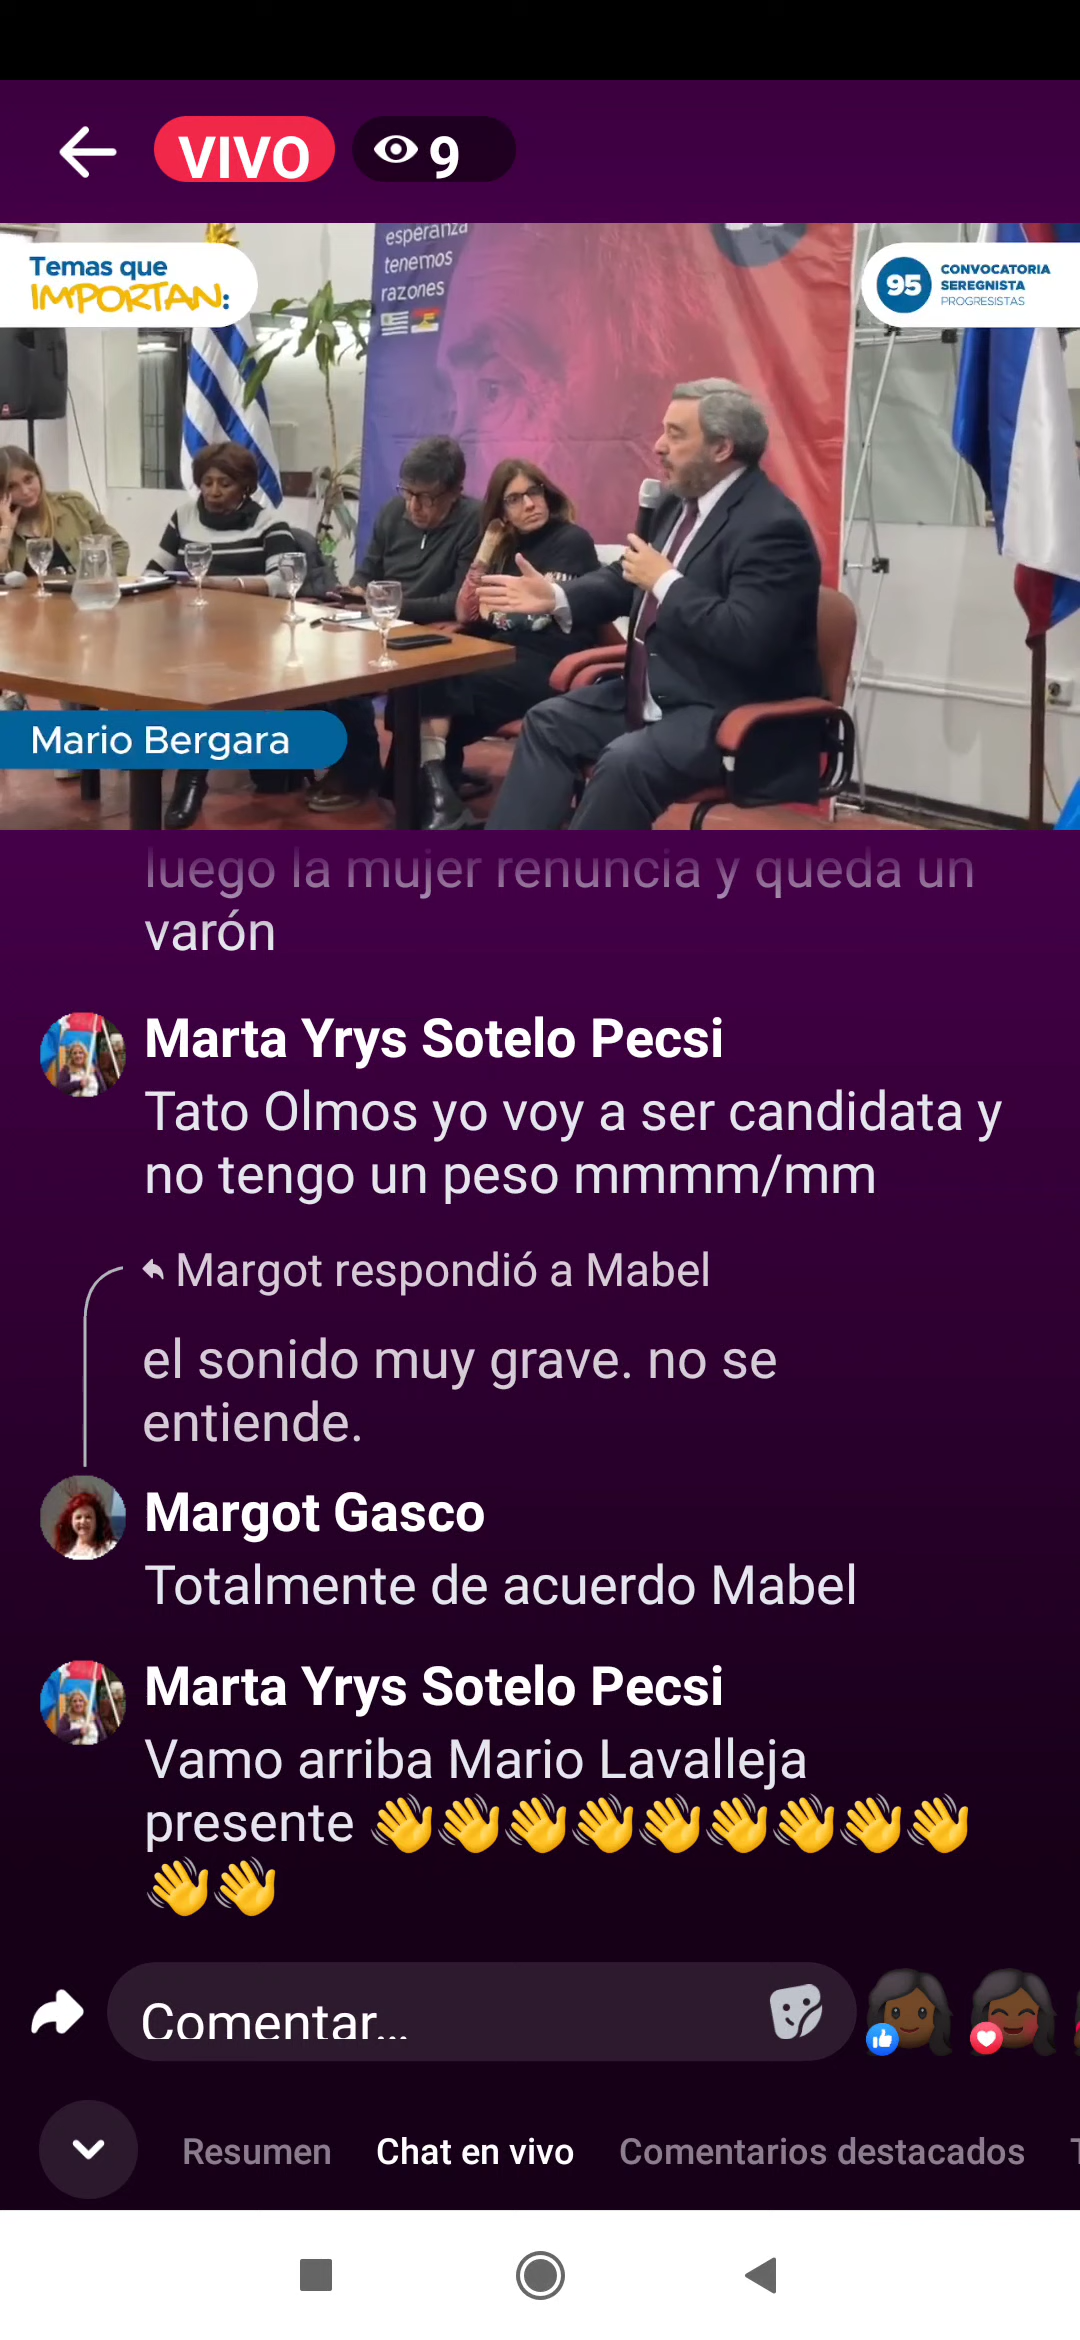 VIVO
9
esperanza
tenemos
razones
Temas que
IMPORTAN:
95
CONVOCATORIA
SEREGNISTA
PROGRESISTAS
Mario Bergara
luego la mujer renuncia y queda un
varón
Marta Yrys Sotelo Pecsi
Tato Olmos yo voy a ser candidata y
no tengo un peso mmmm/mm
Margot respondió a Mabel
el sonido muy grave. no se
entiende.
Margot Gasco
Totalmente de acuerdo Mabel
Marta Yrys Sotelo Pecsi
Vamo arriba Mario Lavalleja
presente 👋👋👋👋👋👋👋👋👋
👋👋
Comentar...
Resumen
Chat en vivo
Comentarios destacados